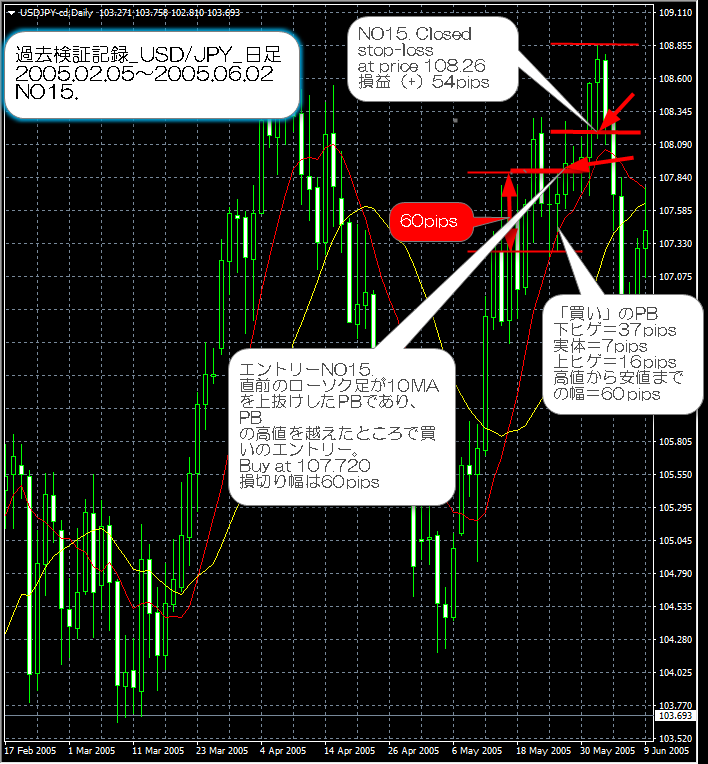 USDJPY-cd,Daily 103.271 103.758 102.810 103.693
過去検証記録_USD/JPY_日足
2005.02.05～2005.06.02
NO15.
NO15. Closed
stop-loss
at price 108.26
損益（+）54pips
60pips
「買い」のPB
下ヒゲ＝37pips
実体＝7pips
上ヒゲ＝16pips
高値から安値まで
の幅＝60pips
エントリーNO15.
直前のローソク足が10MA
を上抜けしたPBであり、
PB
の高値を越えたところで買
いのエントリー。
Buy at 107.720
損切り幅は60pips
109.110
108.855
108.600
108.345
108.090
107.840
107.585
107.330
107.075
105.805
105.550
105.295
105.045
104.790
104.535
104.280
104.025
103.770
103.693
103.520
17 Feb 2005
1 Mar 2005
11 Mar 2005
23 Mar 2005
4 Apr 2005
14 Apr 2005
26 Apr 2005
6 May 2005
18 May 2005
30 May 2005
9 Jun 2005